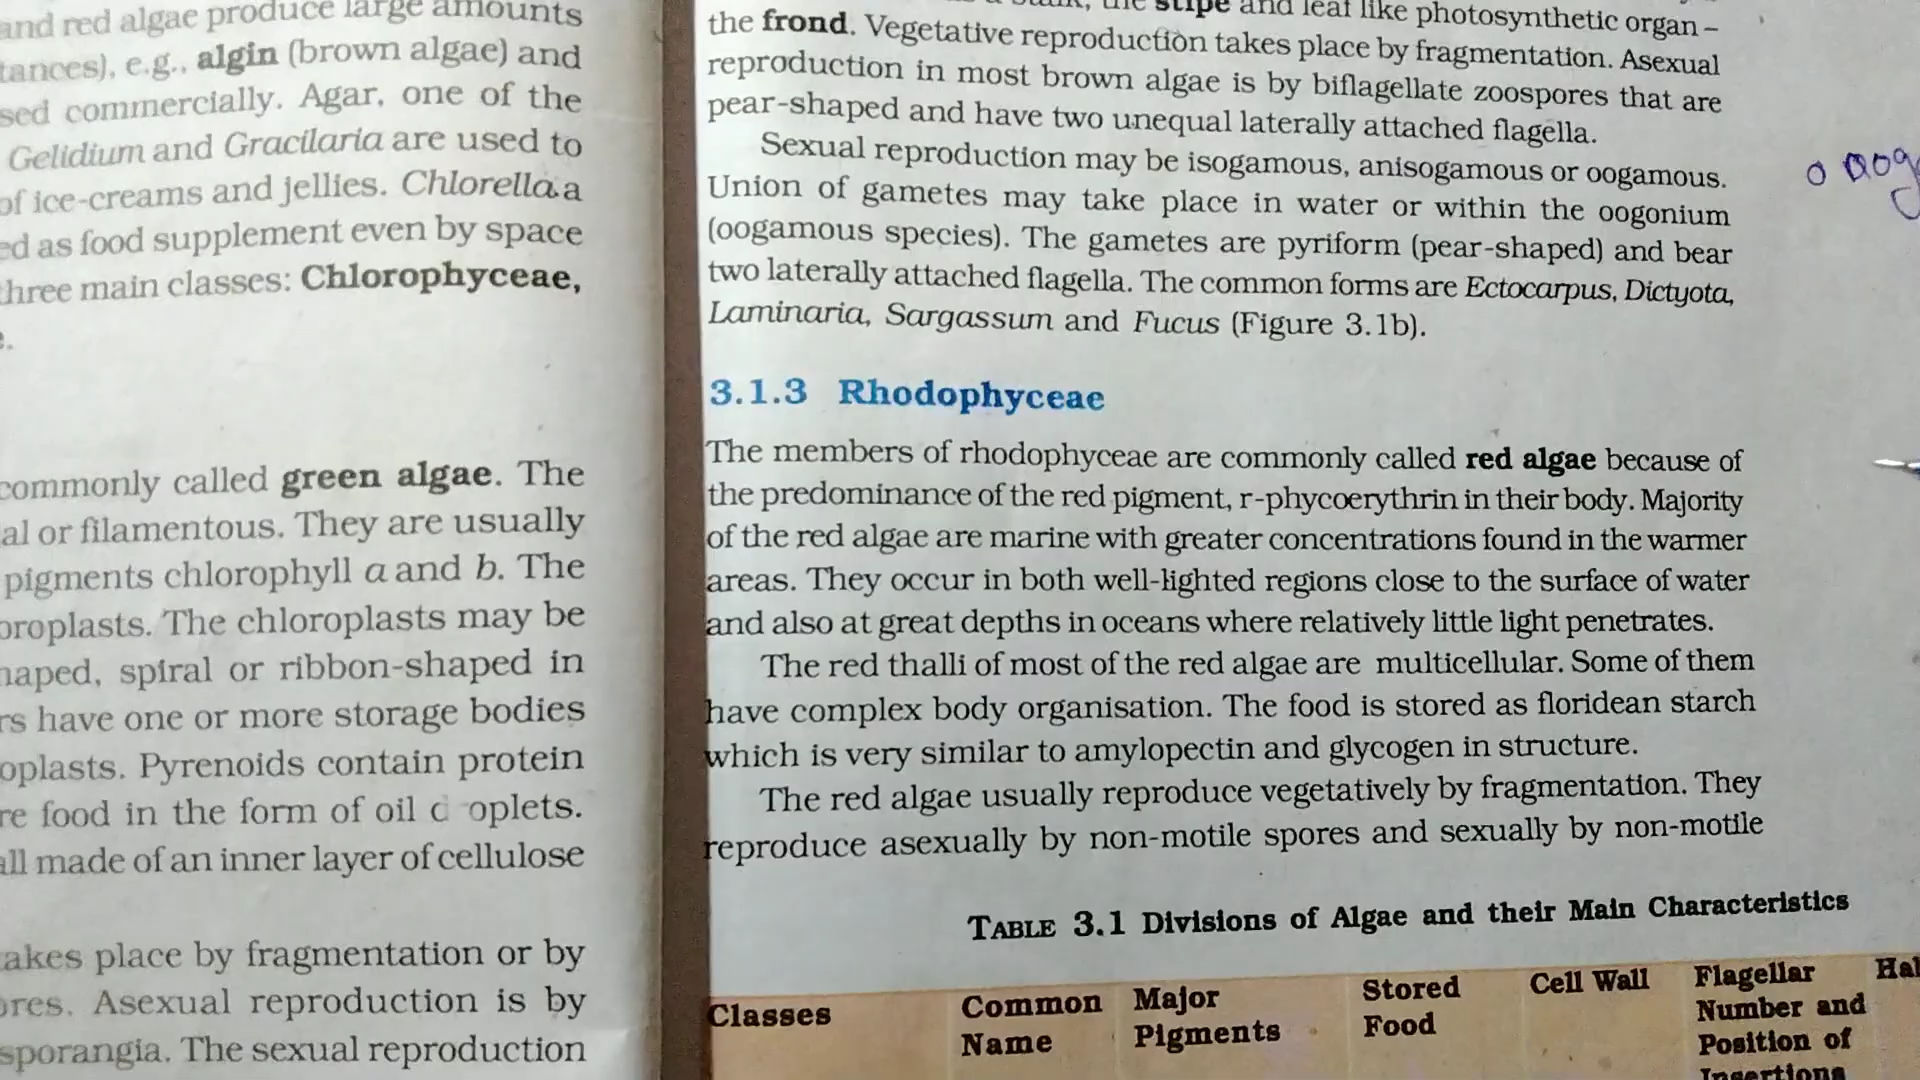 and red algae produce large amounts
tances), e.g., algin (brown algae) and
sed commercially. Agar, one of the
Gelidium and Gracilaria are used to
of ice-creams and jellies. Chlorella a
ed as food supplement even by space
three main classes: Chlorophyceae,
commonly called green algae. The
al or filamentous. They are usually
pigments chlorophyll a and b. The
oroplasts. The chloroplasts may be
haped, spiral or ribbon-shaped in
rs have one or more storage bodies
oplasts. Pyrenoids contain protein
re food in the form of oil d oplets.
all made of an inner layer of cellulose
akes place by fragmentation or by
ores. Asexual reproduction is by
sporangia. The sexual reproduction
the stipe and leaf like photosynthetic organ –
the frond. Vegetative reproduction takes place by fragmentation. Asexual
reproduction in most brown algae is by biflagellate zoospores that are
pear-shaped and have two unequal laterally attached flagella.
Sexual reproduction may be isogamous, anisogamous or oogamous.
Union of gametes may take place in water or within the oogonium
(oogamous species). The gametes are pyriform (pear-shaped) and bear
two laterally attached flagella. The common forms are Ectocarpus, Dictyota,
Laminaria, Sargassum and Fucus (Figure 3.1b).
3.1.3 Rhodophyceae
The members of rhodophyceae are commonly called red algae because of
the predominance of the red pigment, r-phycoerythrin in their body. Majority
of the red algae are marine with greater concentrations found in the warmer
areas. They occur in both well-lighted regions close to the surface of water
and also at great depths in oceans where relatively little light penetrates.
The red thalli of most of the red algae are multicellular. Some of them
have complex body organisation. The food is stored as floridean starch
which is very similar to amylopectin and glycogen in structure.
The red algae usually reproduce vegetatively by fragmentation. They
reproduce asexually by non-motile spores and sexually by non-motile
TABLE 3.1 Divisions of Algae and their Main Characteristics
Classes
Common
Name
Major
Pigments
Stored
Food
Cell Wall
Flagellar
Number and
Position of
Insertions
Hal